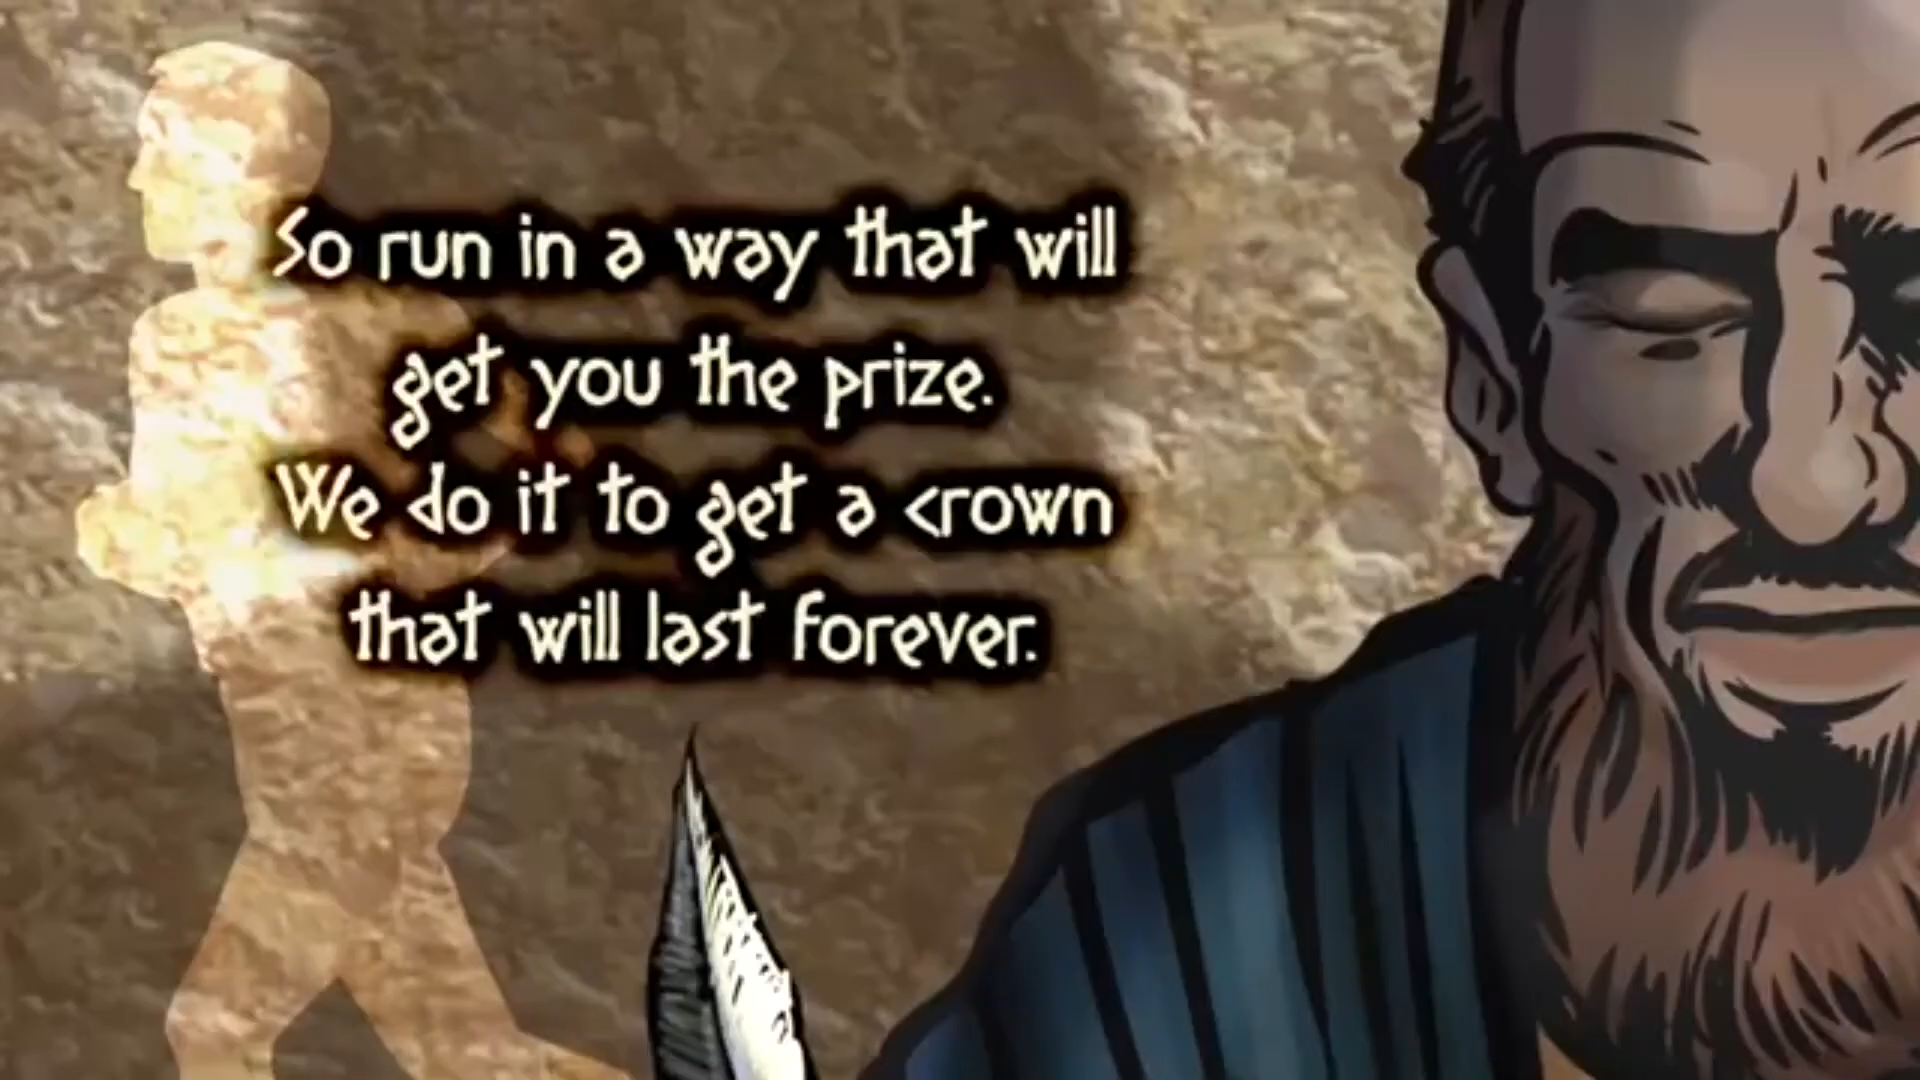 So run in a way that will
get you the prize.
We do it to get a crown
that will last forever.